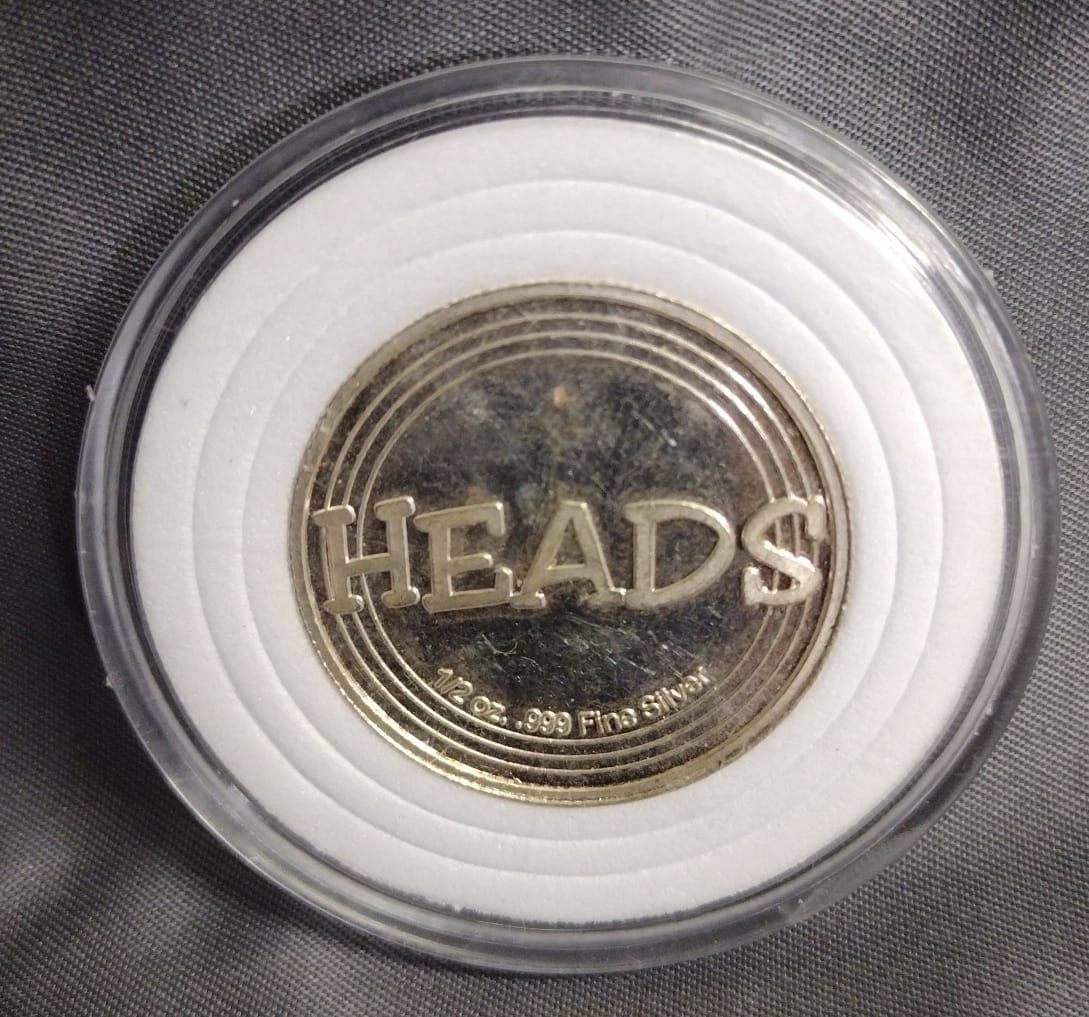 HEADS
1/2 oz. .999 Fine Silver